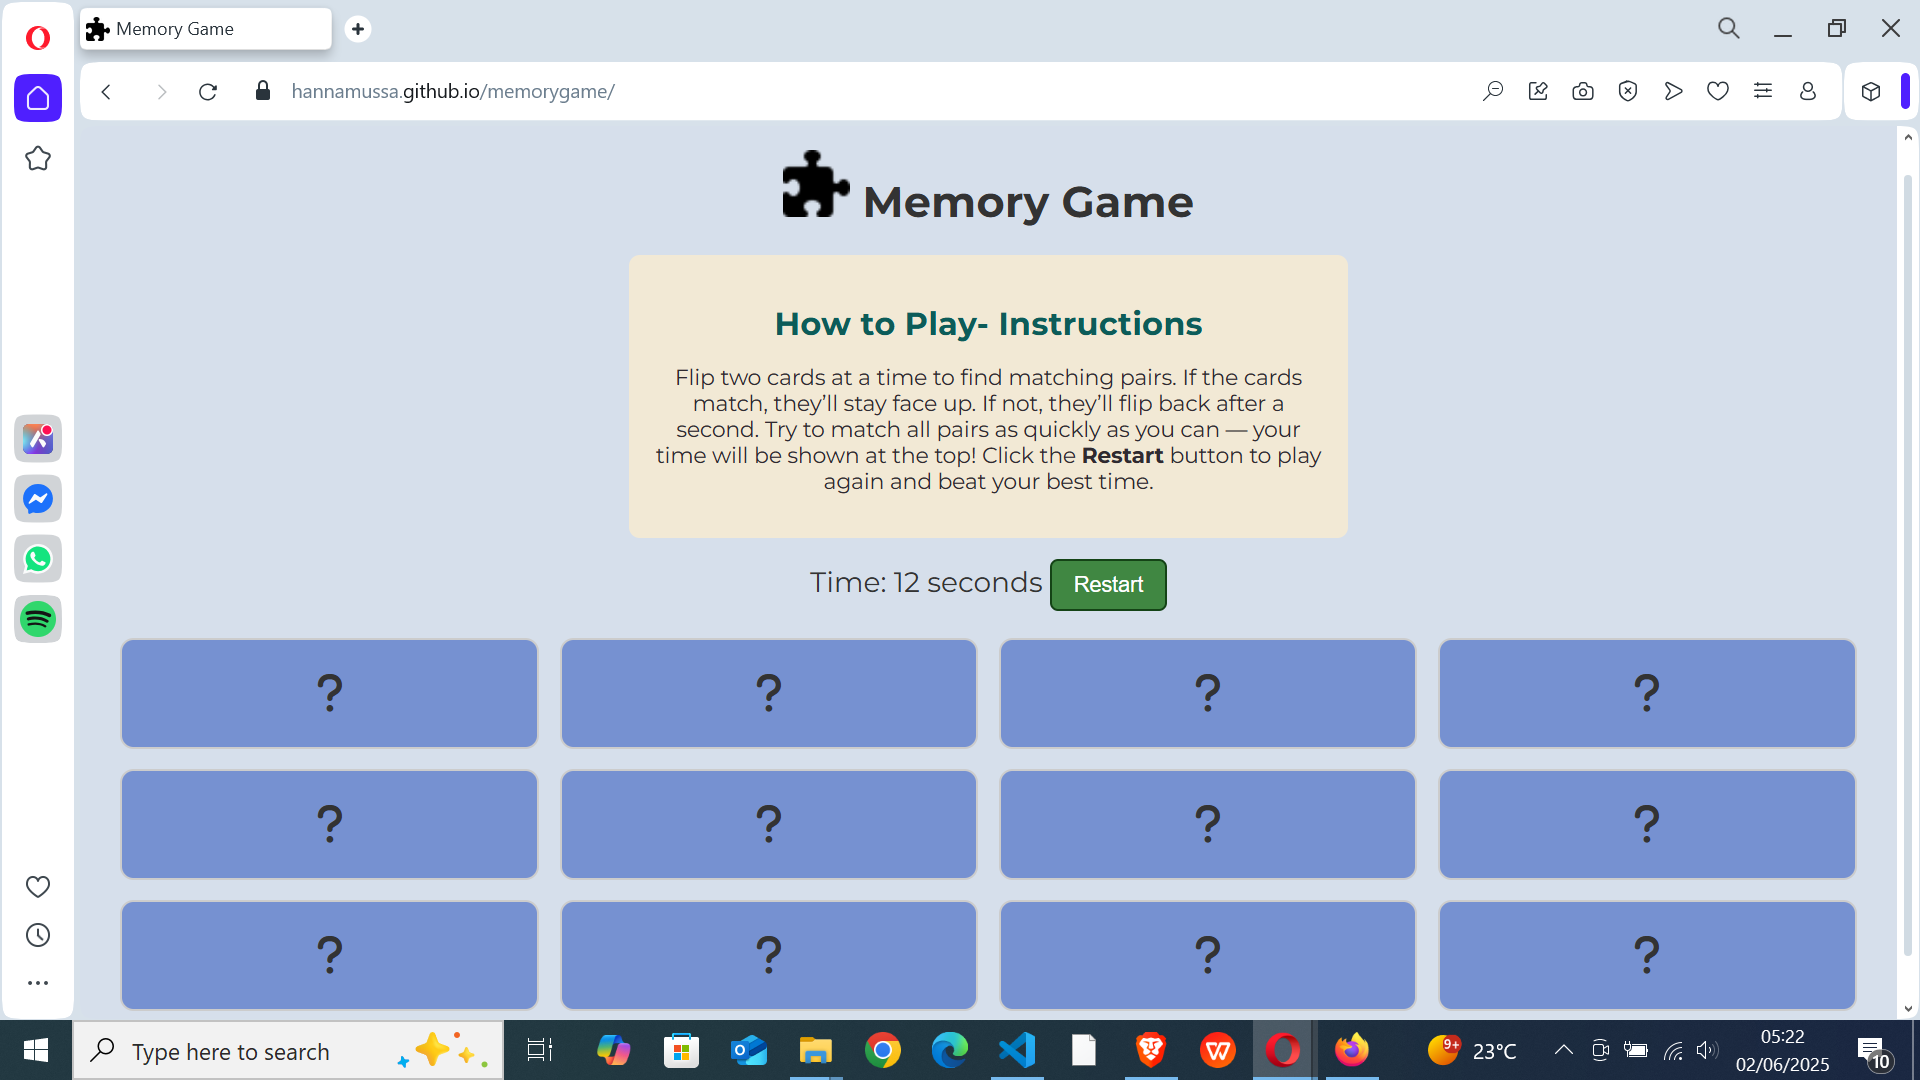 Memory Game
hannamussa.github.io/memorygame/
Memory Game
How to Play- Instructions
Flip two cards at a time to find matching pairs. If the cards
match, they’ll stay face up. If not, they’ll flip back after a
second. Try to match all pairs as quickly as you can — your
time will be shown at the top! Click the Restart button to play
again and beat your best time.
Time: 12 seconds Restart
? ? ? ?
? ? ? ?
? ? ? ?
Type here to search
9+ 23°C
05:22
02/06/2025
10